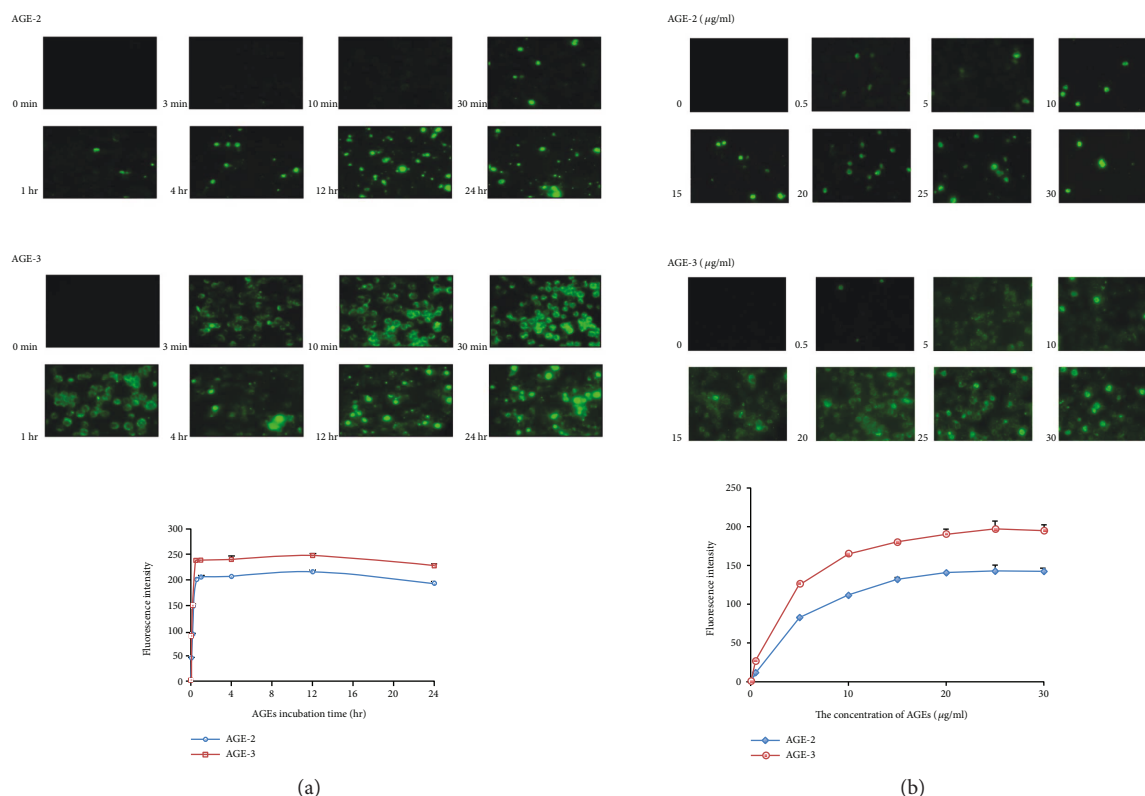 AGE-2
0 min 3 min 10 min 30 min
1 hr 4 hr 12 hr 24 hr
AGE-3
0 min 3 min 10 min 30 min
1 hr 4 hr 12 hr 24 hr
300
250
200
150
100
50
0
Fluorescence intensity
0 4 8 12 16 20 24
AGEs incubation time (hr)
AGE-2
AGE-3
(a)
AGE-2 (μg/ml)
0 0.5 5 10
15 20 25 30
AGE-3 (μg/ml)
0 0.5 5 10
15 20 25 30
250
200
150
100
50
0
Fluorescence intensity
0 10 20 30
The concentration of AGEs (μg/ml)
AGE-2
AGE-3
(b)